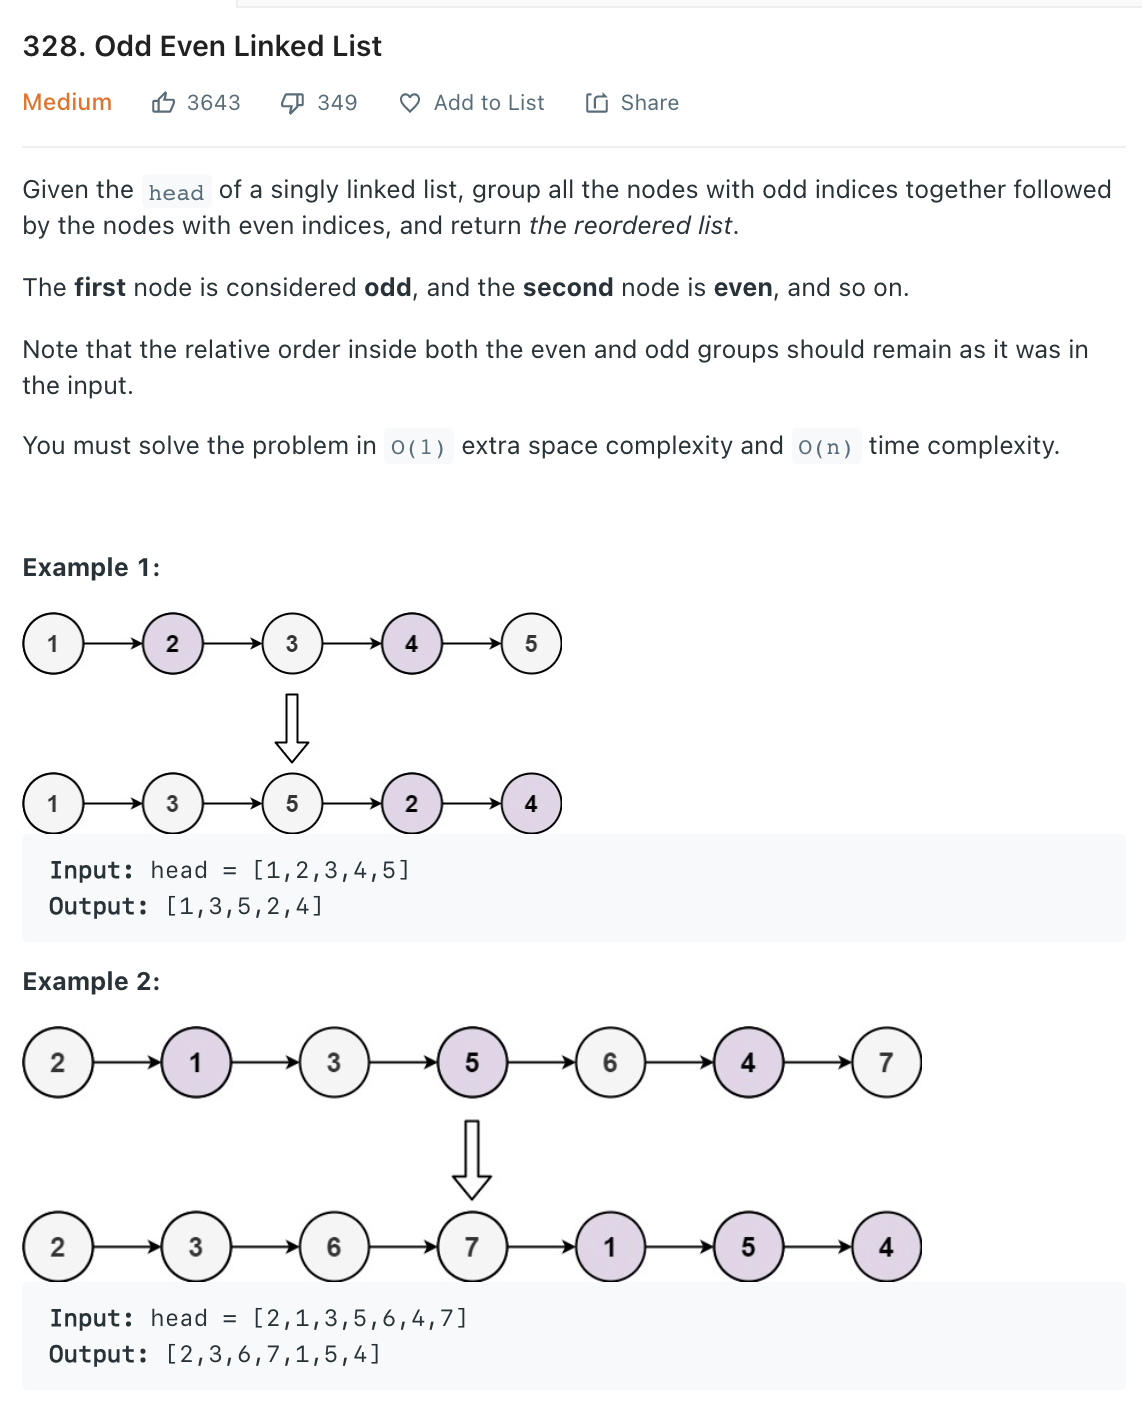 328. Odd Even Linked List
Medium 3643 349 Add to List Share
Given the head of a singly linked list, group all the nodes with odd indices together followed
by the nodes with even indices, and return the reordered list.
The first node is considered odd, and the second node is even, and so on.
Note that the relative order inside both the even and odd groups should remain as it was in
the input.
You must solve the problem in O(1) extra space complexity and O(n) time complexity.
Example 1:
1 2 3 4 5
1 3 5 2 4
Input: head = [1,2,3,4,5]
Output: [1,3,5,2,4]
Example 2:
2 1 3 5 6 4 7
2 3 6 7 1 5 4
Input: head = [2,1,3,5,6,4,7]
Output: [2,3,6,7,1,5,4]